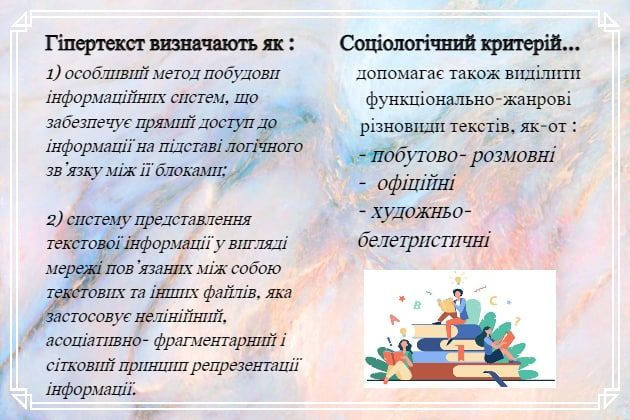 Гіпертекст визначають як :
1) особливий метод побудови
інформаційних систем, що
забезпечує прямий доступ до
інформації на підставі логічного
зв’язку між її блоками;
2) систему представлення
текстової інформації у вигляді
мережі пов’язаних між собою
текстових та інших файлів, яка
застосовує нелінійний,
асоціативно- фрагментарний і
сітковий принцип репрезентації
інформації.
Соціологічний критерій...
допомагає також виділити
функціонально-жанрові
різновиди текстів, як-от :
- побутово- розмовні
- офіційні
- художньо-
белетристичні
A
B
C
?